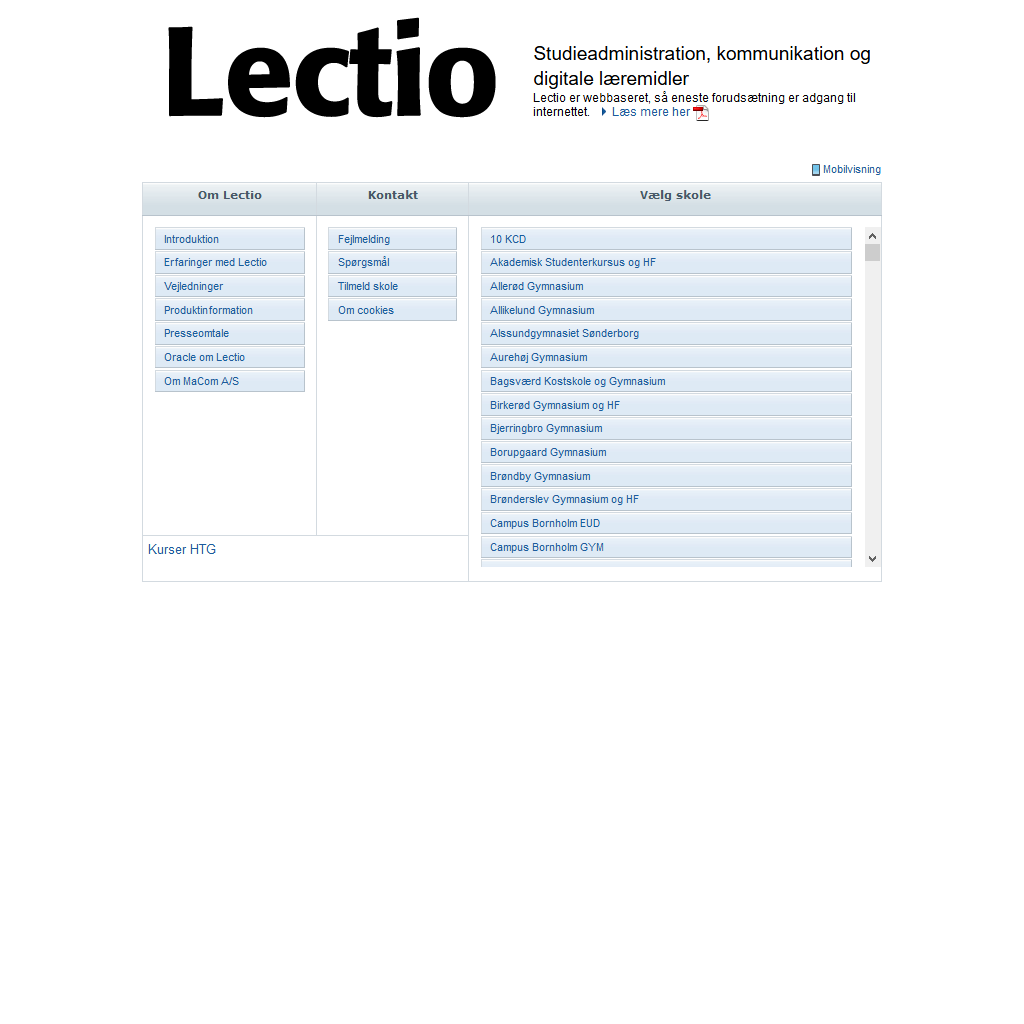 Lectio
Studieadministration, kommunikation og
digitale læremidler
Lectio er webbaseret, så eneste forudsætning er adgang til
internettet. Læs mere her
Mobilvisning
Om Lectio
Kontakt
Vælg skole
Introduktion
Erfaringer med Lectio
Vejledninger
Produktinformation
Presseomtale
Oracle om Lectio
Om MaCom A/S
Fejlmelding
Spørgsmål
Tilmeld skole
Om cookies
10 KCD
Akademisk Studenterkursus og HF
Allerød Gymnasium
Allikelund Gymnasium
Alssundgymnasiet Sønderborg
Aurehøj Gymnasium
Bagsværd Kostskole og Gymnasium
Birkerød Gymnasium og HF
Bjerringbro Gymnasium
Borupgaard Gymnasium
Brøndby Gymnasium
Brønderslev Gymnasium og HF
Campus Bornholm EUD
Campus Bornholm GYM
Kurser HTG